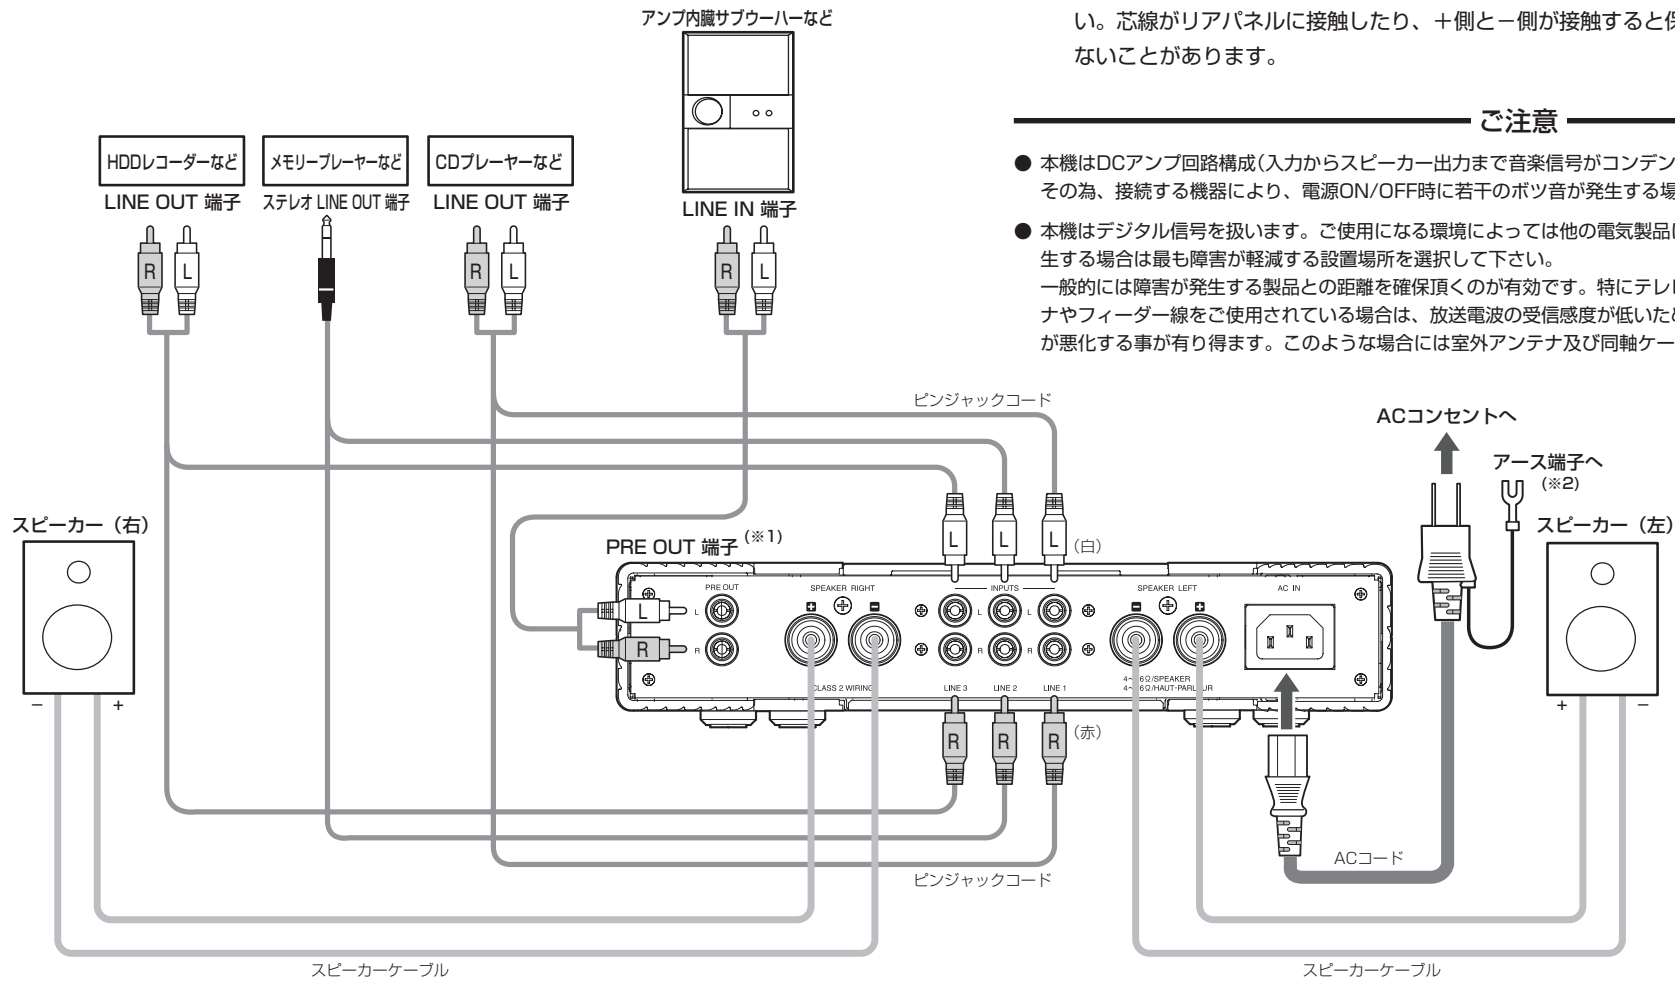 アンプ内臓サブウーハーなど
い。芯線がリアパネルに接触したり、＋側とー側が接触すると
ないことがあります。
ご注意
● 本機はDCアンプ回路構成（入力からスピーカー出力まで音楽信号がコンデン
その為、接続する機器により、電源ON/OFF時に若干のボツ音が発生する場
● 本機はデジタル信号を扱います。ご使用になる環境によっては他の電気製品に
生する場合は最も障害が軽減する設置場所を選択して下さい。
一般的には障害が発生する製品との距離を確保頂くのが有効です。特にテレ
ナやフィーダー線をご使用されている場合は、放送電波の受信感度が低いた
が悪化する事が有り得ます。このような場合には室外アンテナ及び同軸ケー
HDDレコーダーなど
メモリープレーヤーなど
CDプレーヤーなど
LINE OUT 端子
ステレオ LINE OUT 端子
LINE OUT 端子
LINE IN 端子
R L
R L
R L
ピンジャックコード
ACコンセントへ
アース端子へ
(※2)
スピーカー（右）
スピーカー（左）
PRE OUT 端子 (※1)
L L L （白）
PRE OUT
SPEAKER RIGHT
INPUTS
SPEAKER LEFT
AC IN
L
L
L
L
R
R
R
R
CLASS 2 WIRING
LINE 3
LINE 2
LINE 1
R R R （赤）
－ ＋
＋ －
ACコード
ピンジャックコード
スピーカーケーブル
スピーカーケーブル